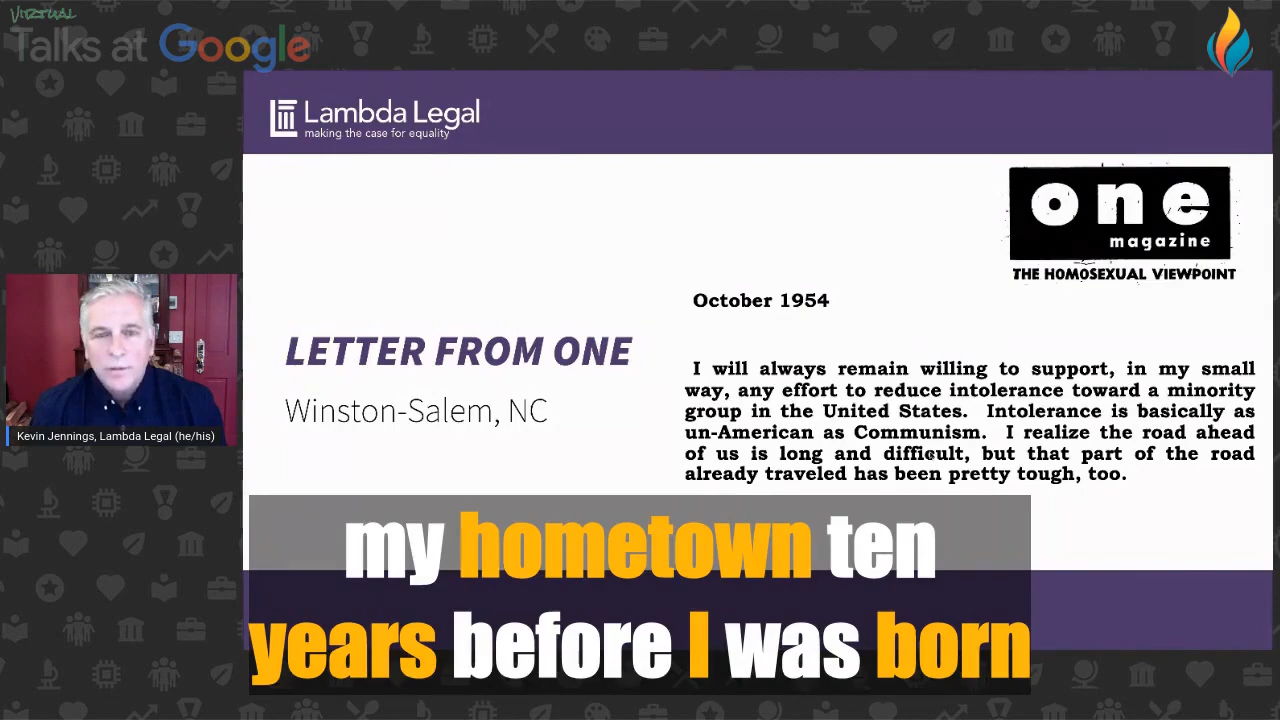 VIRTUAL
Talks at Google
Lambda Legal
making the case for equality
one
magazine
THE HOMOSEXUAL VIEWPOINT
October 1954
LETTER FROM ONE
Winston-Salem, NC
I will always remain willing to support, in my small
way, any effort to reduce intolerance toward a minority
group in the United States. Intolerance is basically as
un-American as Communism. I realize the road ahead
of us is long and difficult, but that part of the road
already traveled has been pretty tough, too.
Kevin Jennings, Lambda Legal (he/his)
my hometown ten
years before I was born